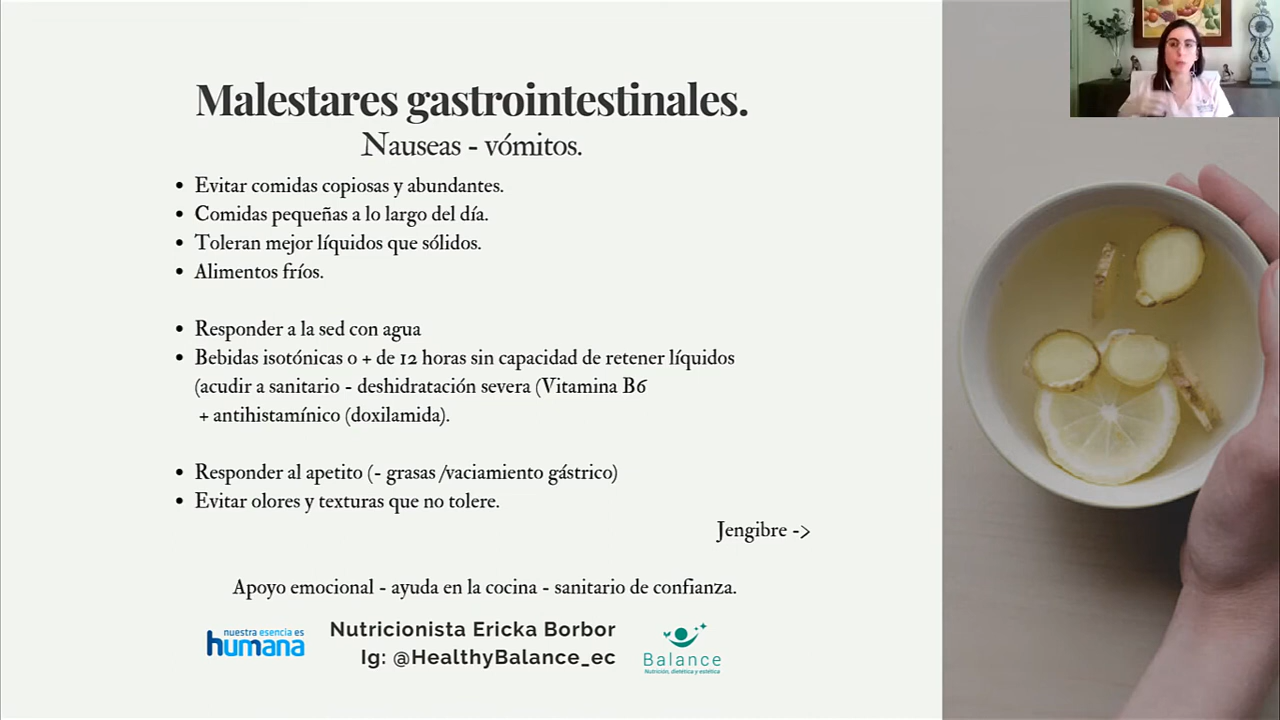 Malestares gastrointestinales.
Nauseas - vómitos.
• Evitar comidas copiosas y abundantes.
• Comidas pequeñas a lo largo del día.
• Toleran mejor líquidos que sólidos.
• Alimentos fríos.
• Responder a la sed con agua
• Bebidas isotónicas o + de 12 horas sin capacidad de retener líquidos
(acudir a sanitario - deshidratación severa (Vitamina B6
+ antihistamínico (doxilamida).
• Responder al apetito (- grasas /vaciamiento gástrico)
• Evitar olores y texturas que no tolere.
Jengibre ->
Apoyo emocional - ayuda en la cocina - sanitario de confianza.
nuestra esencia es
humana
Nutricionista Ericka Borbor
Ig: @HealthyBalance_ec
Balance
Nutrición, dietética y estética